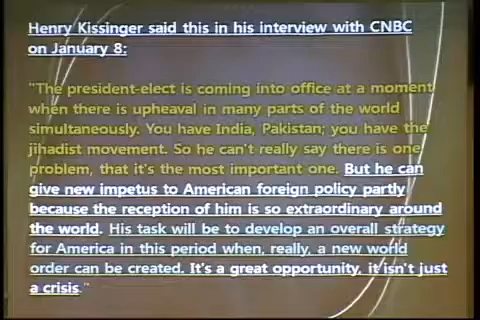 Henry Kissinger said this in his interview with CNBC
on January 8:
"The president-elect is coming into office at a moment
when there is upheaval in many parts of the world
simultaneously. You have India, Pakistan; you have the
jihadist movement. So he can't really say there is one
problem, that it's the most important one. But he can
give new impetus to American foreign policy partly
because the reception of him is so extraordinary around
the world. His task will be to develop an overall strategy
for America in this period when, really, a new world
order can be created. It's a great opportunity, it isn't just
a crisis."